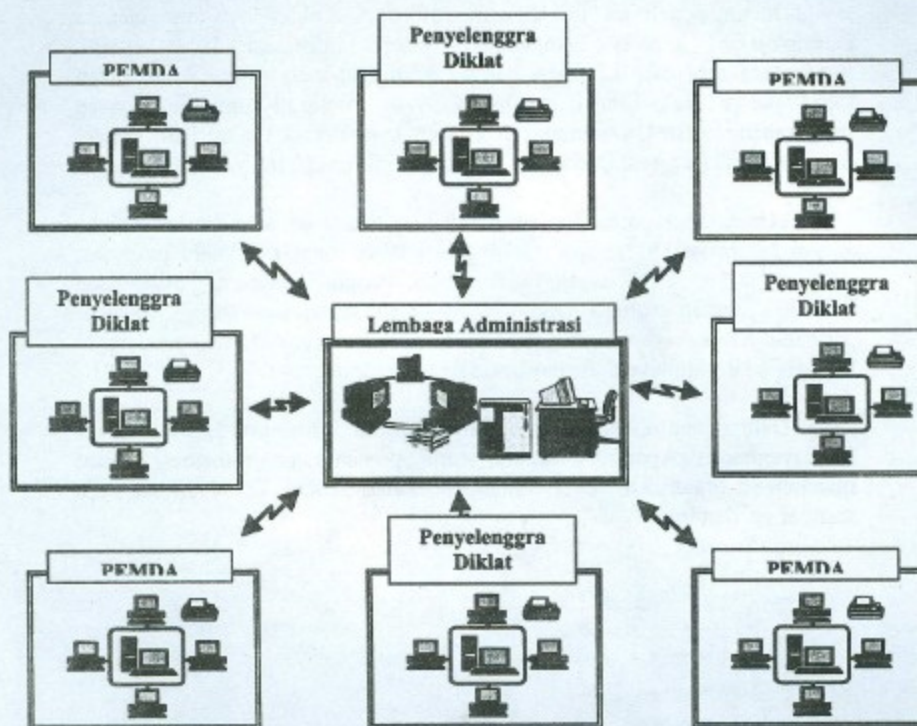 Penyelenggra
Diklat
PEMDA
PEMDA
Penyelenggra
Diklat
Lembaga Administrasi
Penyelenggra
Diklat
Penyelenggra
Diklat
PEMDA
PEMDA